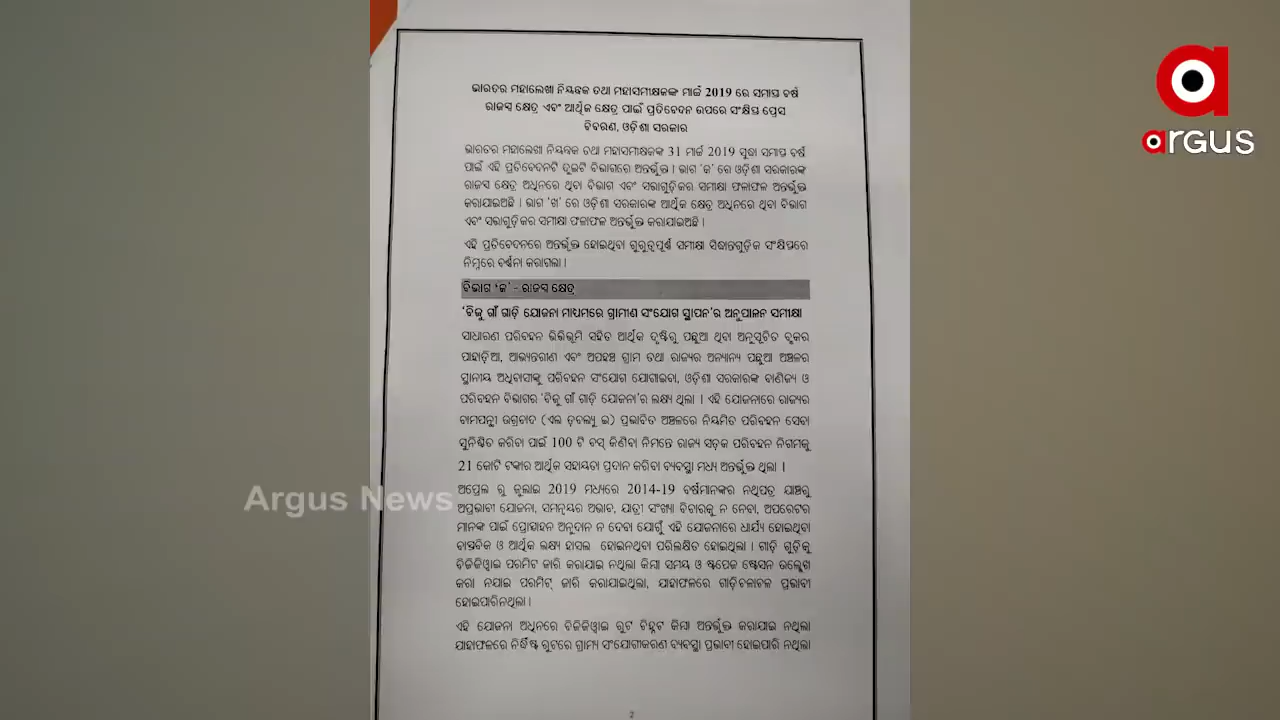 ଭାରତର ମହାଲେଖା ନିୟନ୍ତ୍ରକ ତଥା ମହାସମୀକ୍ଷକଙ୍କ ମାର୍ଚ୍ଚ 2019 ରେ ସମାପ୍ତ ବର୍ଷ
ରାଜସ୍ୱ କ୍ଷେତ୍ର ଏବଂ ଆର୍ଥିକ କ୍ଷେତ୍ର ପାଇଁ ପ୍ରତିବେଦନ ଉପରେ ସଂକ୍ଷିପ୍ତ ପ୍ରେସ
ବିବରଣ, ଓଡ଼ିଶା ସରକାର
ଭାରତର ମହାଲେଖା ନିୟନ୍ତ୍ରକ ତଥା ମହାସମୀକ୍ଷକଙ୍କ 31 ମାର୍ଚ୍ଚ 2019 ସୁଦ୍ଧା ସମାପ୍ତ ବର୍ଷ
ପାଇଁ ଏହି ପ୍ରତିବେଦନଟି ଦୁଇଟି ବିଭାଗରେ ଅନ୍ତର୍ଭୁକ୍ତ । ଭାଗ 'କ' ରେ ଓଡ଼ିଶା ସରକାରଙ୍କ
ରାଜସ୍ୱ କ୍ଷେତ୍ର ଅଧିନରେ ଥିବା ବିଭାଗ ଏବଂ ସଭାଗୁଡ଼ିକର ସମୀକ୍ଷା ଫଳାଫଳ ଅନ୍ତର୍ଭୁକ୍ତ
କରାଯାଇଅଛି । ଭାଗ 'ଖ' ରେ ଓଡ଼ିଶା ସରକାରଙ୍କ ଆର୍ଥିକ କ୍ଷେତ୍ର ଅଧିନରେ ଥିବା ବିଭାଗ
ଏବଂ ସଭାଗୁଡ଼ିକର ସମୀକ୍ଷା ଫଳାଫଳ ଅନ୍ତର୍ଭୁକ୍ତ କରାଯାଇଅଛି ।
ଏହି ପ୍ରତିବେଦନରେ ଅନ୍ତର୍ଭୁକ୍ତ ହୋଇଥିବା ଗୁରୁତ୍ୱପୂର୍ଣ୍ଣ ସମୀକ୍ଷା ସିଦ୍ଧାନ୍ତଗୁଡ଼ିକ ସଂକ୍ଷିପ୍ତରେ
ନିମ୍ନରେ ବର୍ଣ୍ଣନା କରାଗଲା ।
ବିଭାଗ 'କ' - ରାଜସ୍ୱ କ୍ଷେତ୍ର
'ବିଜୁ ଗାଁ ଗାଡ଼ି ଯୋଜନା ମାଧ୍ୟମରେ ଗ୍ରାମୀଣ ସଂଯୋଗ ସ୍ଥାପନ'ର ଅନୁପାଳନ ସମୀକ୍ଷା
ସାଧାରଣ ପରିବହନ ଭିତ୍ତିଭୂମି ସହିତ ଆର୍ଥିକ ଦୃଷ୍ଟିରୁ ପଛୁଆ ଥିବା ଅନୁସୂଚିତ ବ୍ଲକର
ପାହାଡ଼ିଆ, ଆଭ୍ୟନ୍ତରୀଣ ଏବଂ ଅପହଞ୍ଚ ଗ୍ରାମ ତଥା ରାଜ୍ୟର ଅନ୍ୟାନ୍ୟ ପଛୁଆ ଅଞ୍ଚଳର
ସ୍ଥାନୀୟ ଅଧିବାସୀଙ୍କୁ ପରିବହନ ସଂଯୋଗ ଯୋଗାଇବା, ଓଡ଼ିଶା ସରକାରଙ୍କ ବାଣିଜ୍ୟ ଓ
ପରିବହନ ବିଭାଗର 'ବିଜୁ ଗାଁ ଗାଡ଼ି ଯୋଜନା'ର ଲକ୍ଷ୍ୟ ଥିଲା । ଏହି ଯୋଜନାରେ ରାଜ୍ୟର
ବାମପନ୍ଥୀ ଉଗ୍ରବାଦ (ଏଲ ଡ଼ବଲ୍ୟୁ ଇ) ପ୍ରଭାବିତ ଅଞ୍ଚଳରେ ନିୟମିତ ପରିବହନ ସେବା
ସୁନିଶ୍ଚିତ କରିବା ପାଇଁ 100 ଟି ବସ୍ କିଣିବା ନିମନ୍ତେ ରାଜ୍ୟ ସଡ଼କ ପରିବହନ ନିଗମକୁ
21 କୋଟି ଟଙ୍କାର ଆର୍ଥିକ ସହାୟତା ପ୍ରଦାନ କରିବା ବ୍ୟବସ୍ଥା ମଧ୍ୟ ଅନ୍ତର୍ଭୁକ୍ତ ଥିଲା ।
ଅପ୍ରେଲ ରୁ ଜୁଲାଇ 2019 ମଧ୍ୟରେ 2014-19 ବର୍ଷମାନଙ୍କର ନଥିପତ୍ର ଯାଞ୍ଚରୁ
ଅପ୍ରଭାବୀ ଯୋଜନା, ସମନ୍ୱୟର ଅଭାବ, ଯାତ୍ରୀ ସଂଖ୍ୟା ବିଚାରକୁ ନ ନେବା, ଅପରେଟର
ମାନଙ୍କ ପାଇଁ ପ୍ରୋତ୍ସାହନ ଅନୁଦାନ ନ ଦେବା ଯୋଗୁଁ ଏହି ଯୋଜନାରେ ଧାର୍ଯ୍ୟ ହୋଇଥିବା
ବାସ୍ତବିକ ଓ ଆର୍ଥିକ ଲକ୍ଷ୍ୟ ହାସଲ ହୋଇନଥିବା ପରିଲକ୍ଷିତ ହୋଇଥିଲା । ଗାଡ଼ି ଗୁଡ଼ିକୁ
ବିଜିଜିୱାଇ ପରମିଟ ଜାରି କରାଯାଇ ନଥିଲା କିମ୍ବା ସମୟ ଓ ଷ୍ଟପେଜ ଷ୍ଟେସନ ଉଲ୍ଲେଖ
କରା ନଯାଇ ପରମିଟ୍ ଜାରି କରାଯାଇଥିଲା, ଯାହାଫଳରେ ଗାଡ଼ିଚଳାଚଳ ପ୍ରଭାବୀ
ହୋଇପାରିନଥିଲା ।
ଏହି ଯୋଜନା ଅଧିନରେ ବିଜିଜିୱାଇ ରୁଟ ଚିହ୍ନଟ କିମ୍ବା ଅନ୍ତର୍ଭୁକ୍ତ କରାଯାଇ ନଥିଲା
ଯାହାଫଳରେ ନିର୍ଦ୍ଧିଷ୍ଟ ରୁଟରେ ଗ୍ରାମ୍ୟ ସଂଯୋଗୀକରଣ ବ୍ୟବସ୍ଥା ପ୍ରଭାବୀ ହୋଇପାରି ନଥିଲା
2
Argus News
argus